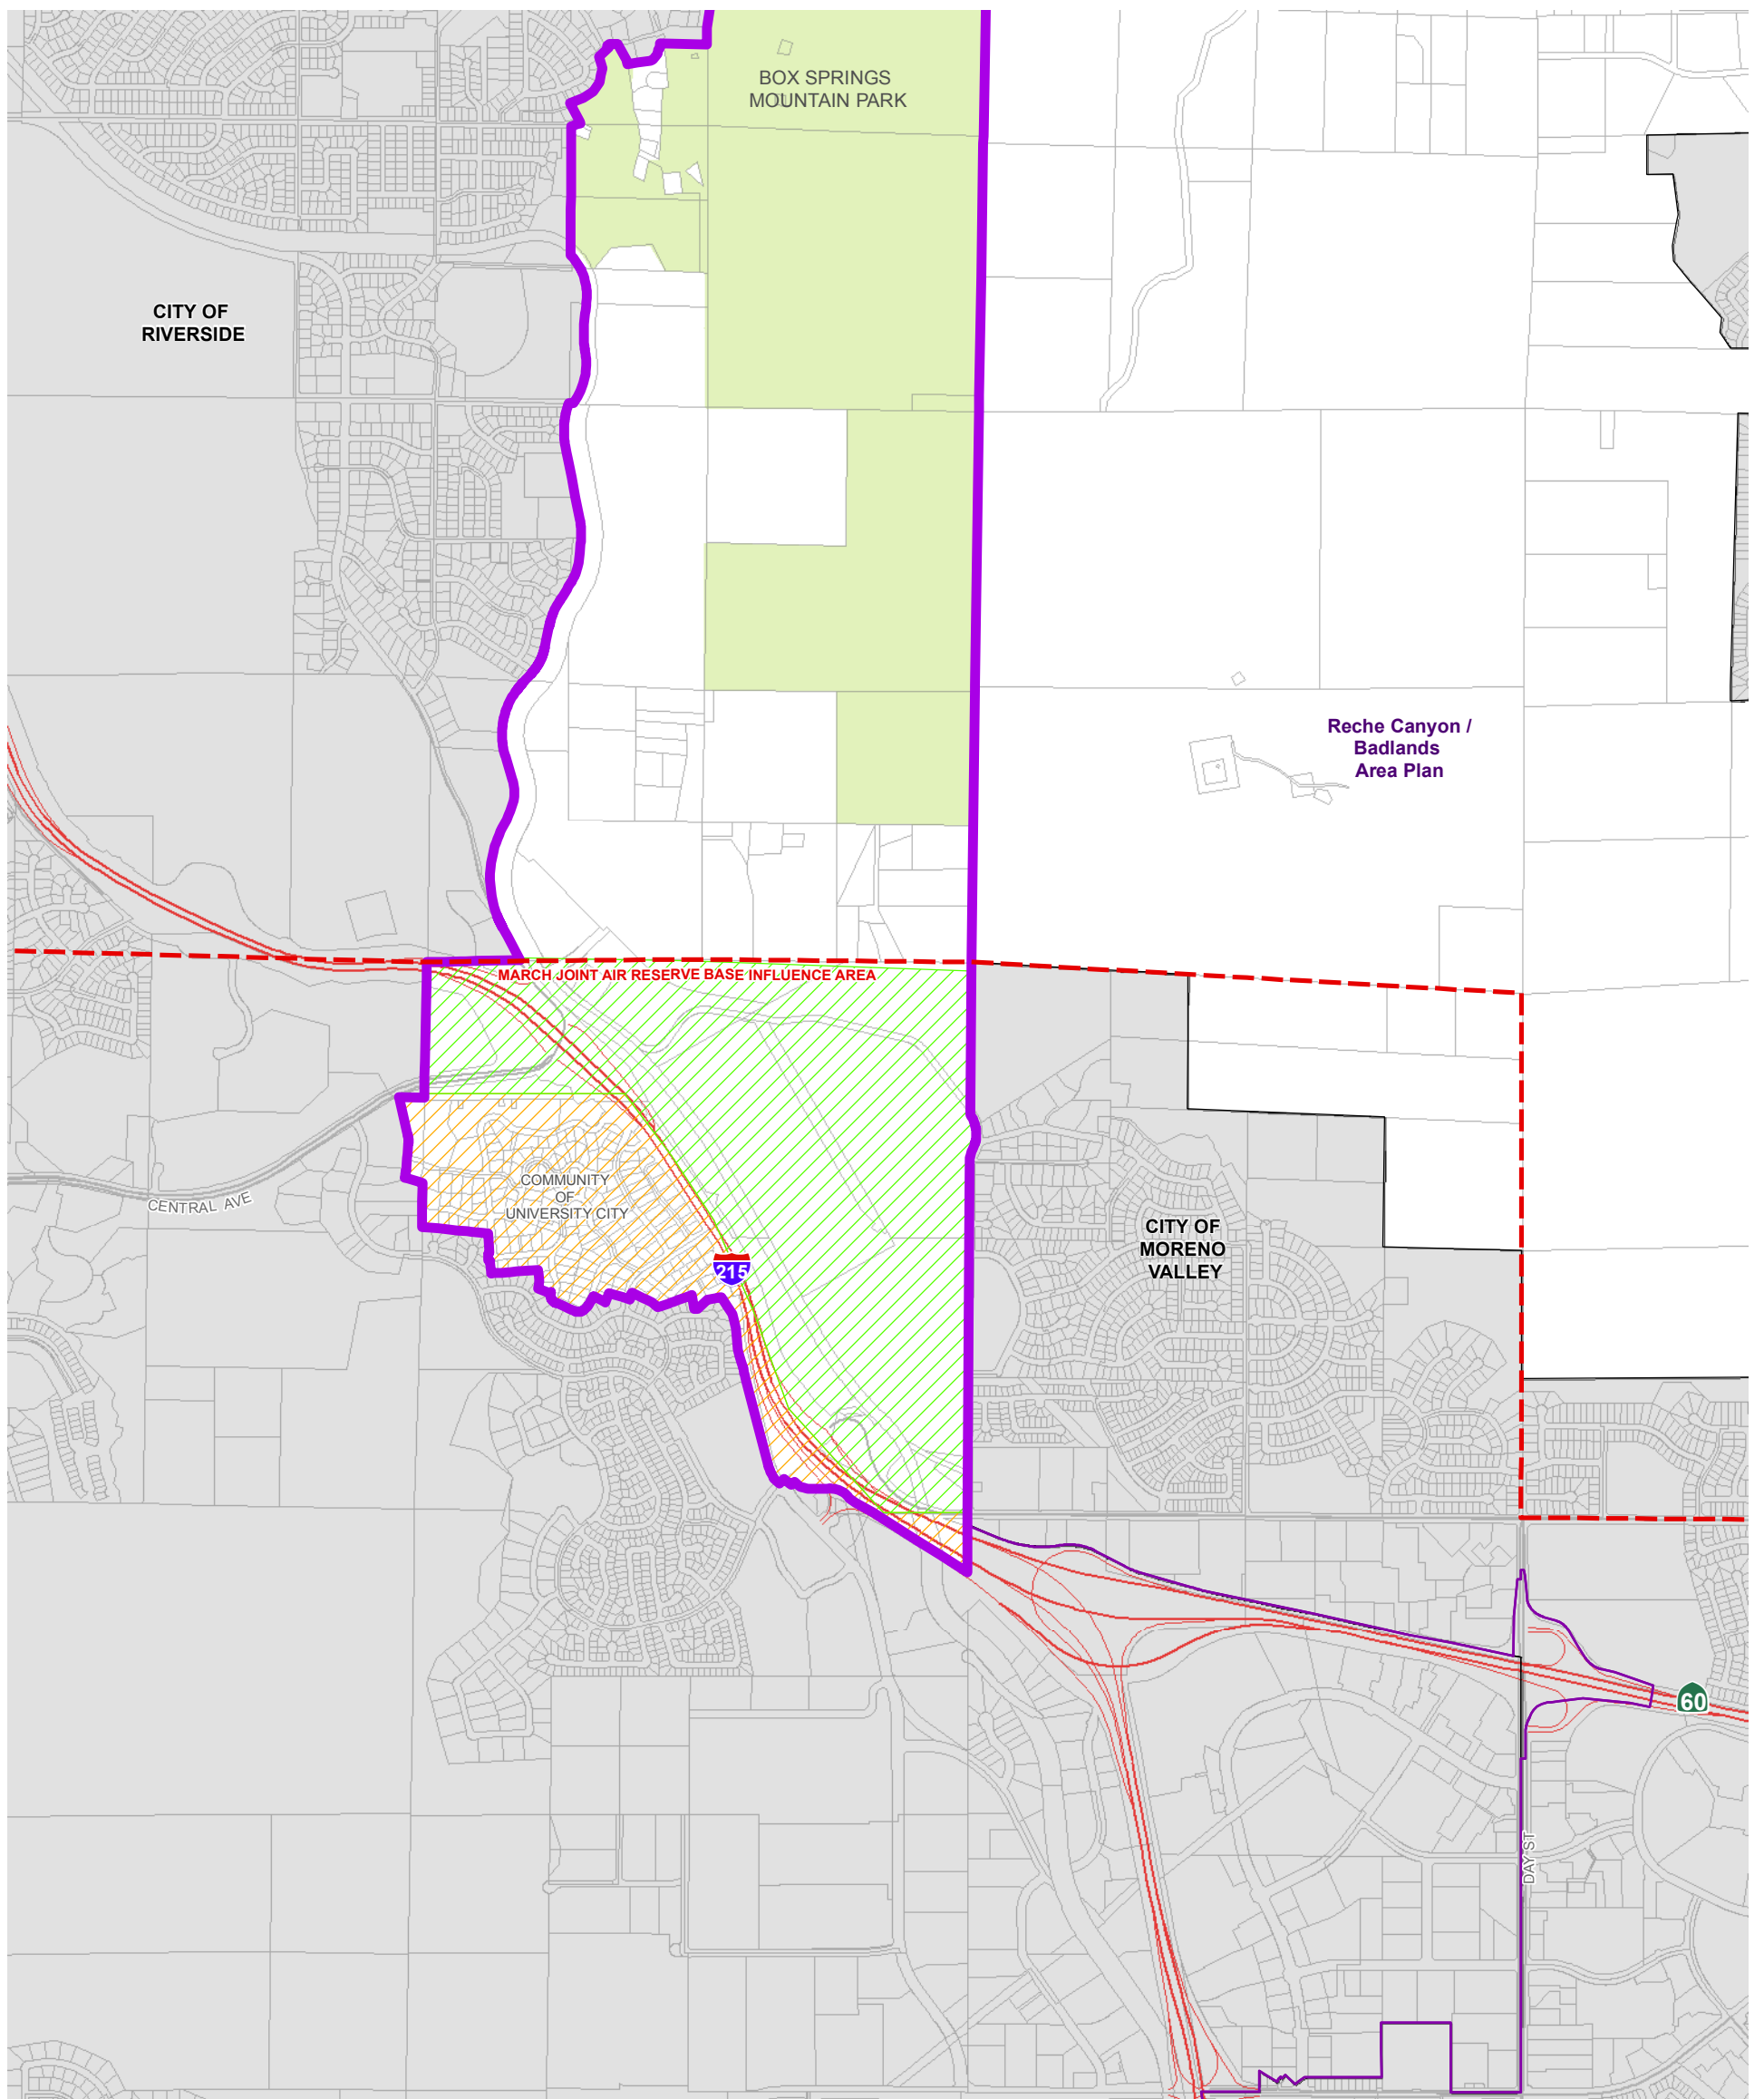 BOX SPRINGS
MOUNTAIN PARK
CITY OF
RIVERSIDE
Reche Canyon /
Badlands
Area Plan
MARCH JOINT AIR RESERVE BASE INFLUENCE AREA
COMMUNITY
OF
UNIVERSITY CITY
CENTRAL AVE
CITY OF
MORENO
VALLEY
215
60
DAY ST